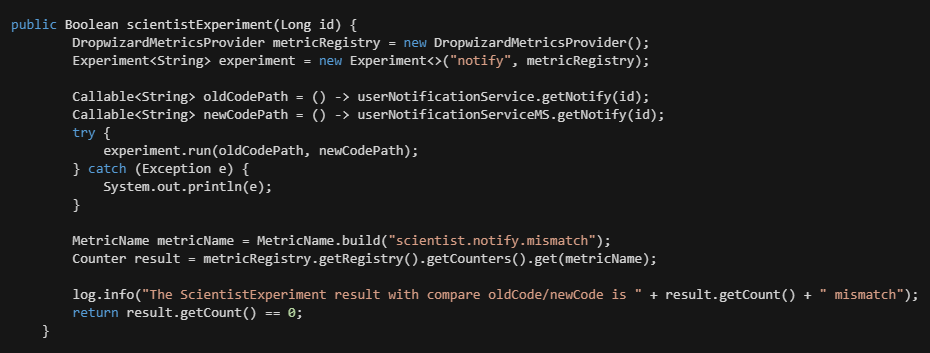 public Boolean scientistExperiment(Long id) {
        DropwizardMetricsProvider metricRegistry = new DropwizardMetricsProvider();
        Experiment<String> experiment = new Experiment<>("notify", metricRegistry);

        Callable<String> oldCodePath = () -> userNotificationService.getNotify(id);
        Callable<String> newCodePath = () -> userNotificationServiceMS.getNotify(id);
        try {
            experiment.run(oldCodePath, newCodePath);
        } catch (Exception e) {
            System.out.println(e);
        }

        MetricName metricName = MetricName.build("scientist.notify.mismatch");
        Counter result = metricRegistry.getRegistry().getCounters().get(metricName);

        log.info("The ScientistExperiment result with compare oldCode/newCode is " + result.getCount() + " mismatch");
        return result.getCount() == 0;
    }